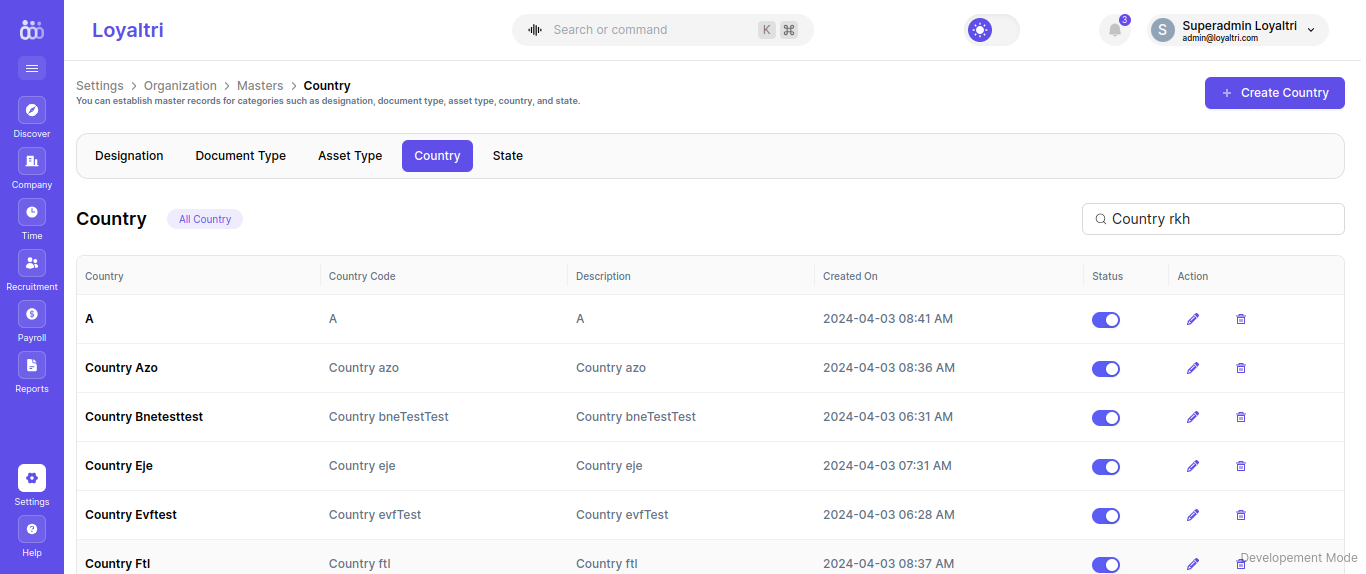 Loyaltri
Search or command K ⌘
3
S Superadmin Loyaltri
admin@loyaltri.com
Settings > Organization > Masters > Country
You can establish master records for categories such as designation, document type, asset type, country, and state.
+ Create Country
Discover
Company
Time
Recruitment
Payroll
Reports
Settings
Help
Designation Document Type Asset Type Country State
Country All Country Country rkh
Country Country Code Description Created On Status Action
A A A 2024-04-03 08:41 AM
Country Azo Country azo Country azo 2024-04-03 08:36 AM
Country Bnetesttest Country bneTestTest Country bneTestTest 2024-04-03 06:31 AM
Country Eje Country eje Country eje 2024-04-03 07:31 AM
Country Evftest Country evfTest Country evfTest 2024-04-03 06:28 AM
Country Ftl Country ftl Country ftl 2024-04-03 08:37 AM
Developement Mode